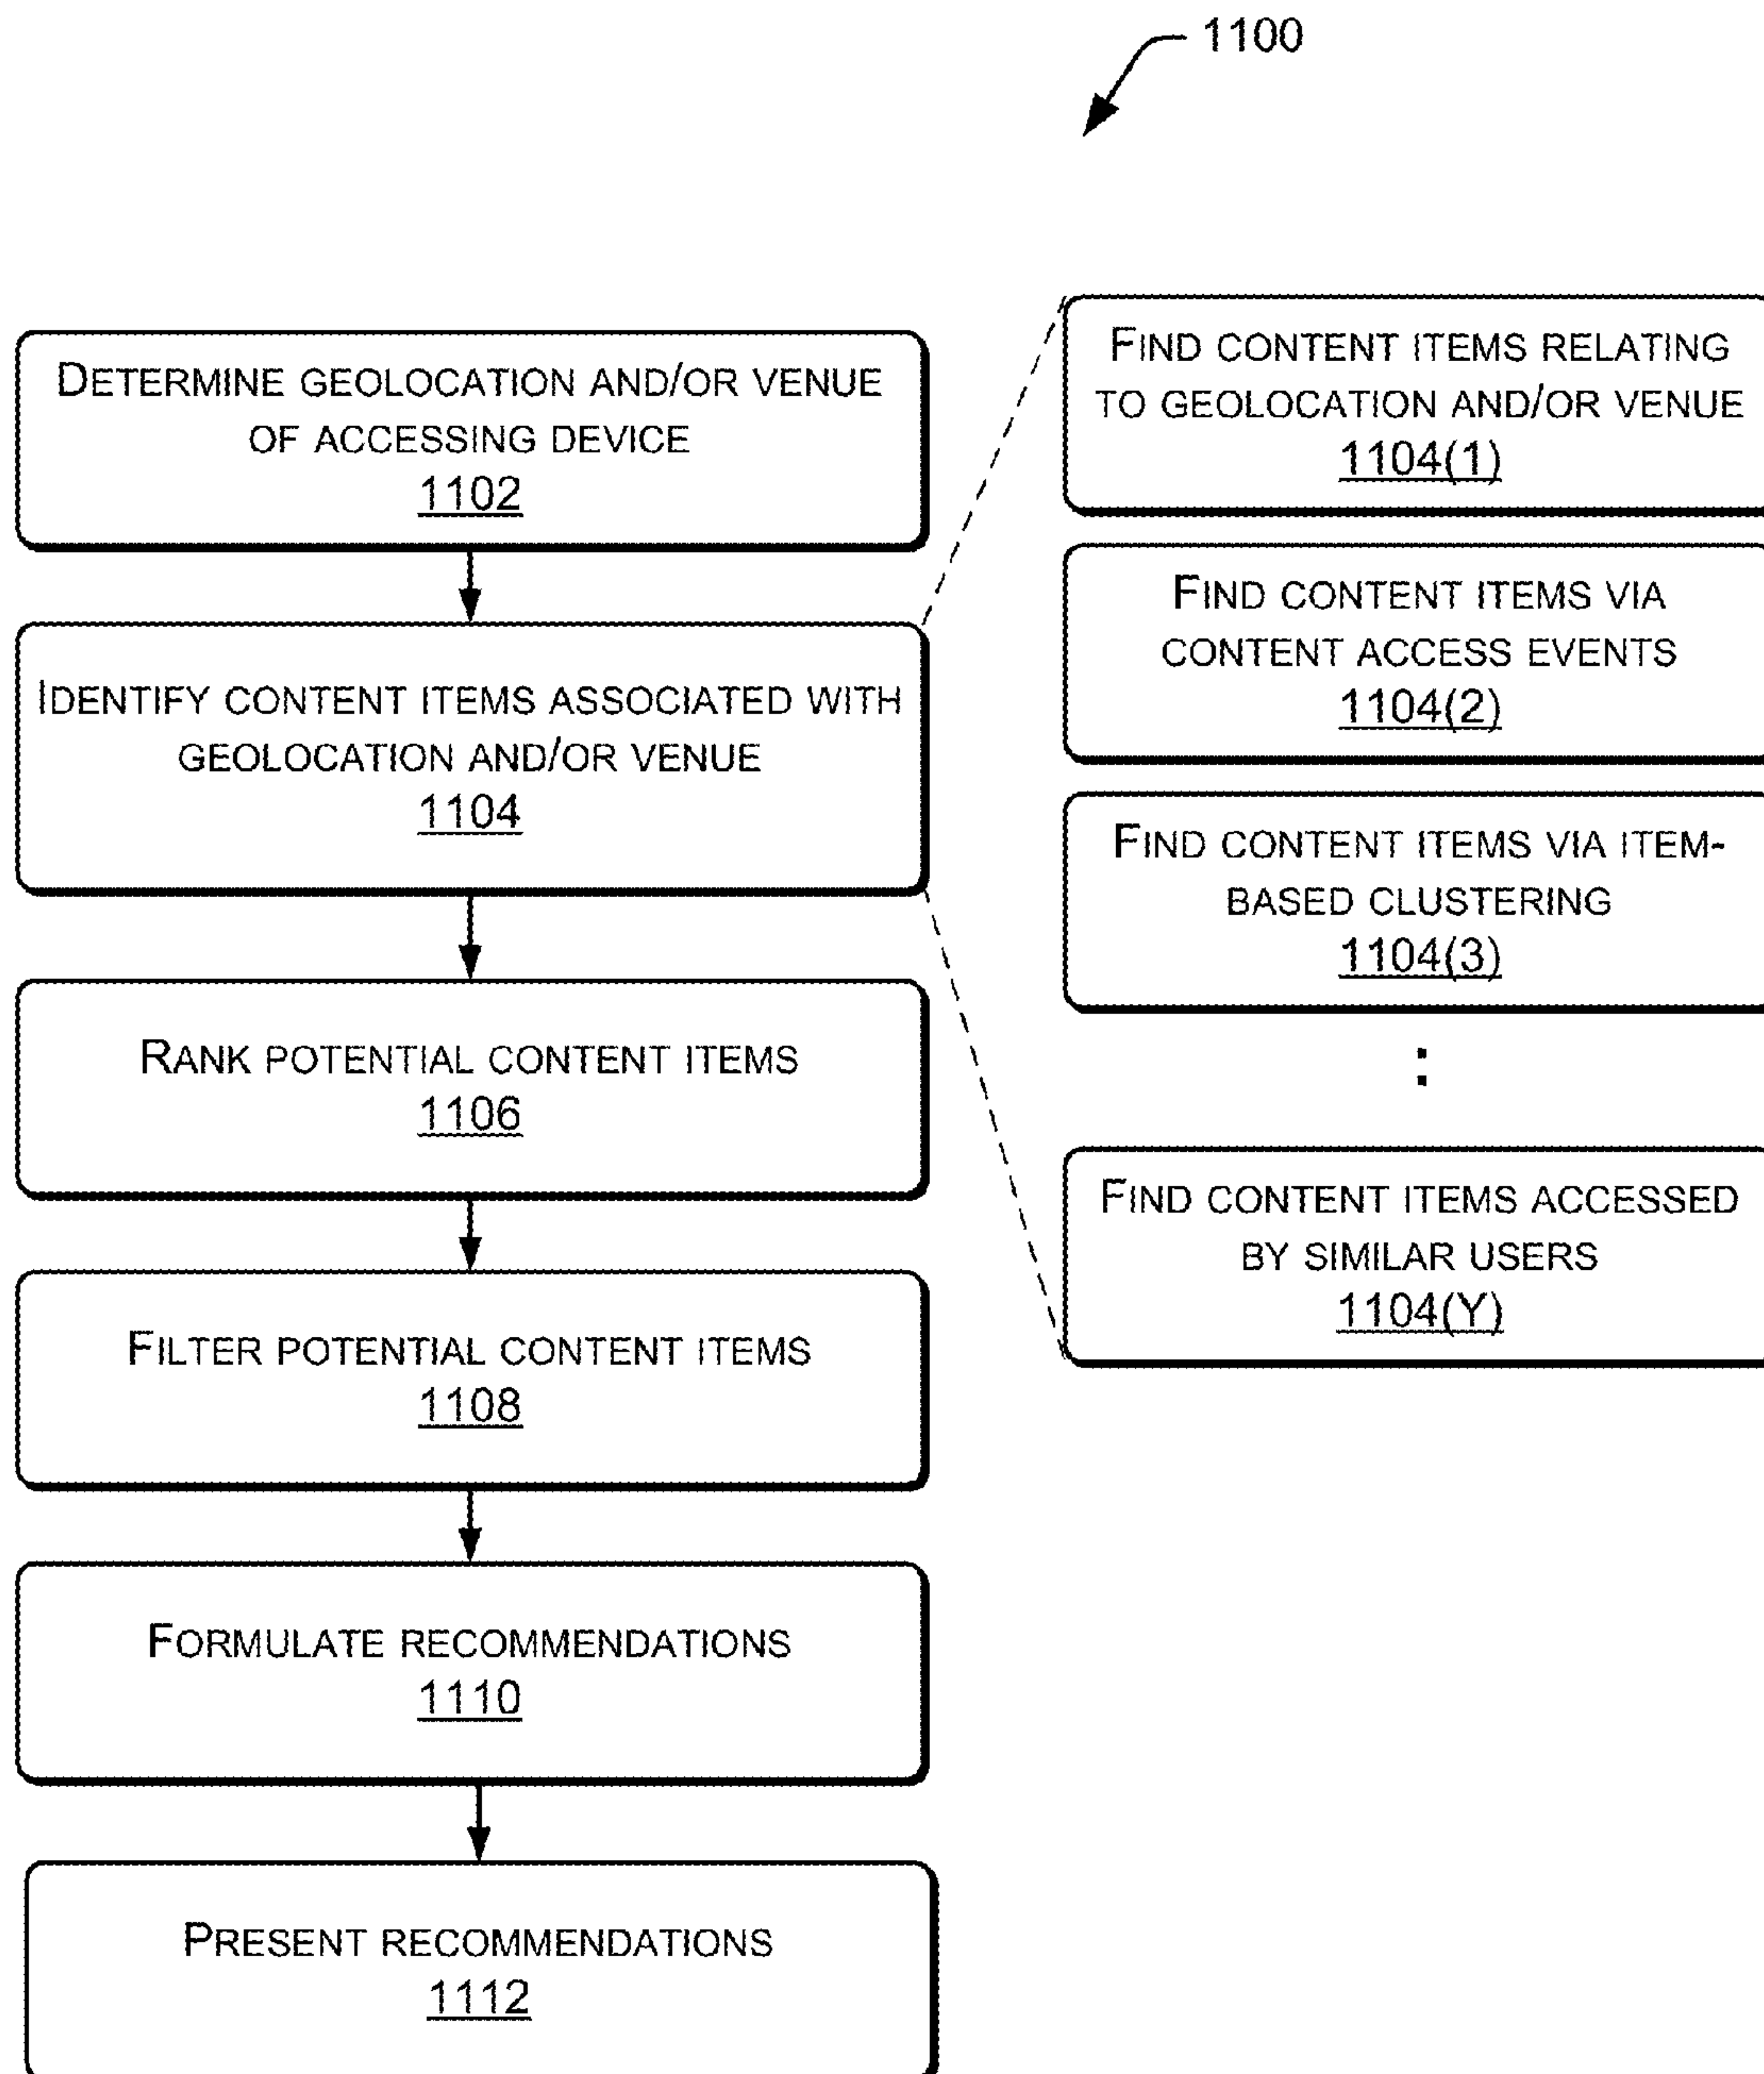 1100
DETERMINE GEOLOCATION AND/OR VENUE
OF ACCESSING DEVICE
1102
IDENTIFY CONTENT ITEMS ASSOCIATED WITH
GEOLOCATION AND/OR VENUE
1104
RANK POTENTIAL CONTENT ITEMS
1106
FILTER POTENTIAL CONTENT ITEMS
1108
FORMULATE RECOMMENDATIONS
1110
PRESENT RECOMMENDATIONS
1112
FIND CONTENT ITEMS RELATING
TO GEOLOCATION AND/OR VENUE
1104(1)
FIND CONTENT ITEMS VIA
CONTENT ACCESS EVENTS
1104(2)
FIND CONTENT ITEMS VIA ITEM-
BASED CLUSTERING
1104(3)
FIND CONTENT ITEMS ACCESSED
BY SIMILAR USERS
1104(Y)